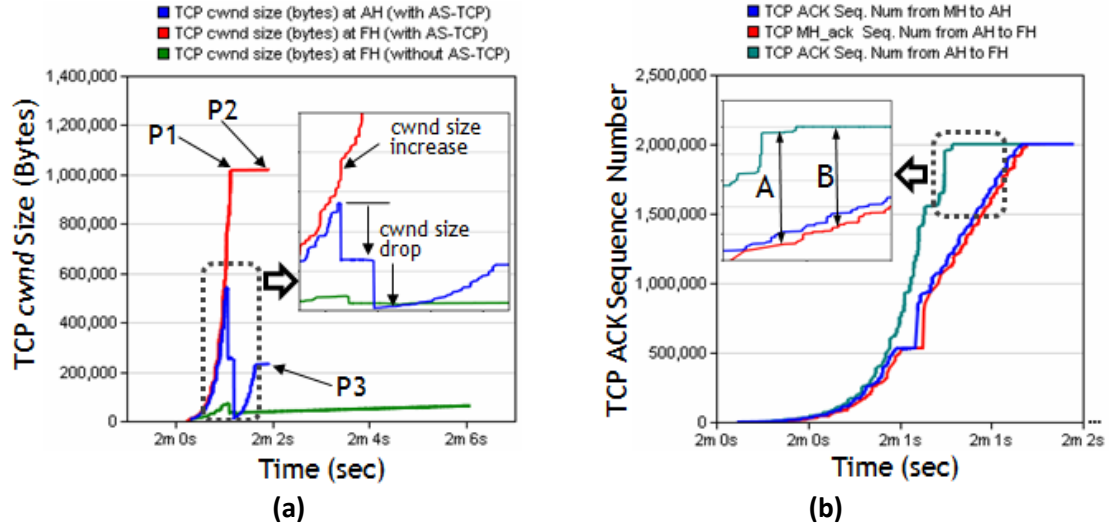 TCP cwnd size (bytes) at AH (with AS-TCP)
TCP cwnd size (bytes) at FH (with AS-TCP)
TCP cwnd size (bytes) at FH (without AS-TCP)
1,400,000
1,200,000
1,000,000
800,000
600,000
400,000
200,000
0
TCP cwnd Size (Bytes)
P1
P2
P3
cwnd size
increase
cwnd size
drop
2m 0s
2m 2s
2m 4s
2m 6s
Time (sec)
(a)
TCP ACK Seq. Num from MH to AH
TCP MH_ack Seq. Num from AH to FH
TCP ACK Seq. Num from AH to FH
2,500,000
2,000,000
1,500,000
1,000,000
500,000
0
TCP ACK Sequence Number
A
B
2m 0s
2m 0s
2m 1s
2m 1s
2m 2s
...
Time (sec)
(b)